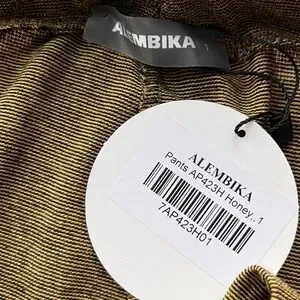 ALEMBIKA
ALEMBIKA
Pants AP423H Honey,. 1
7AP423H01